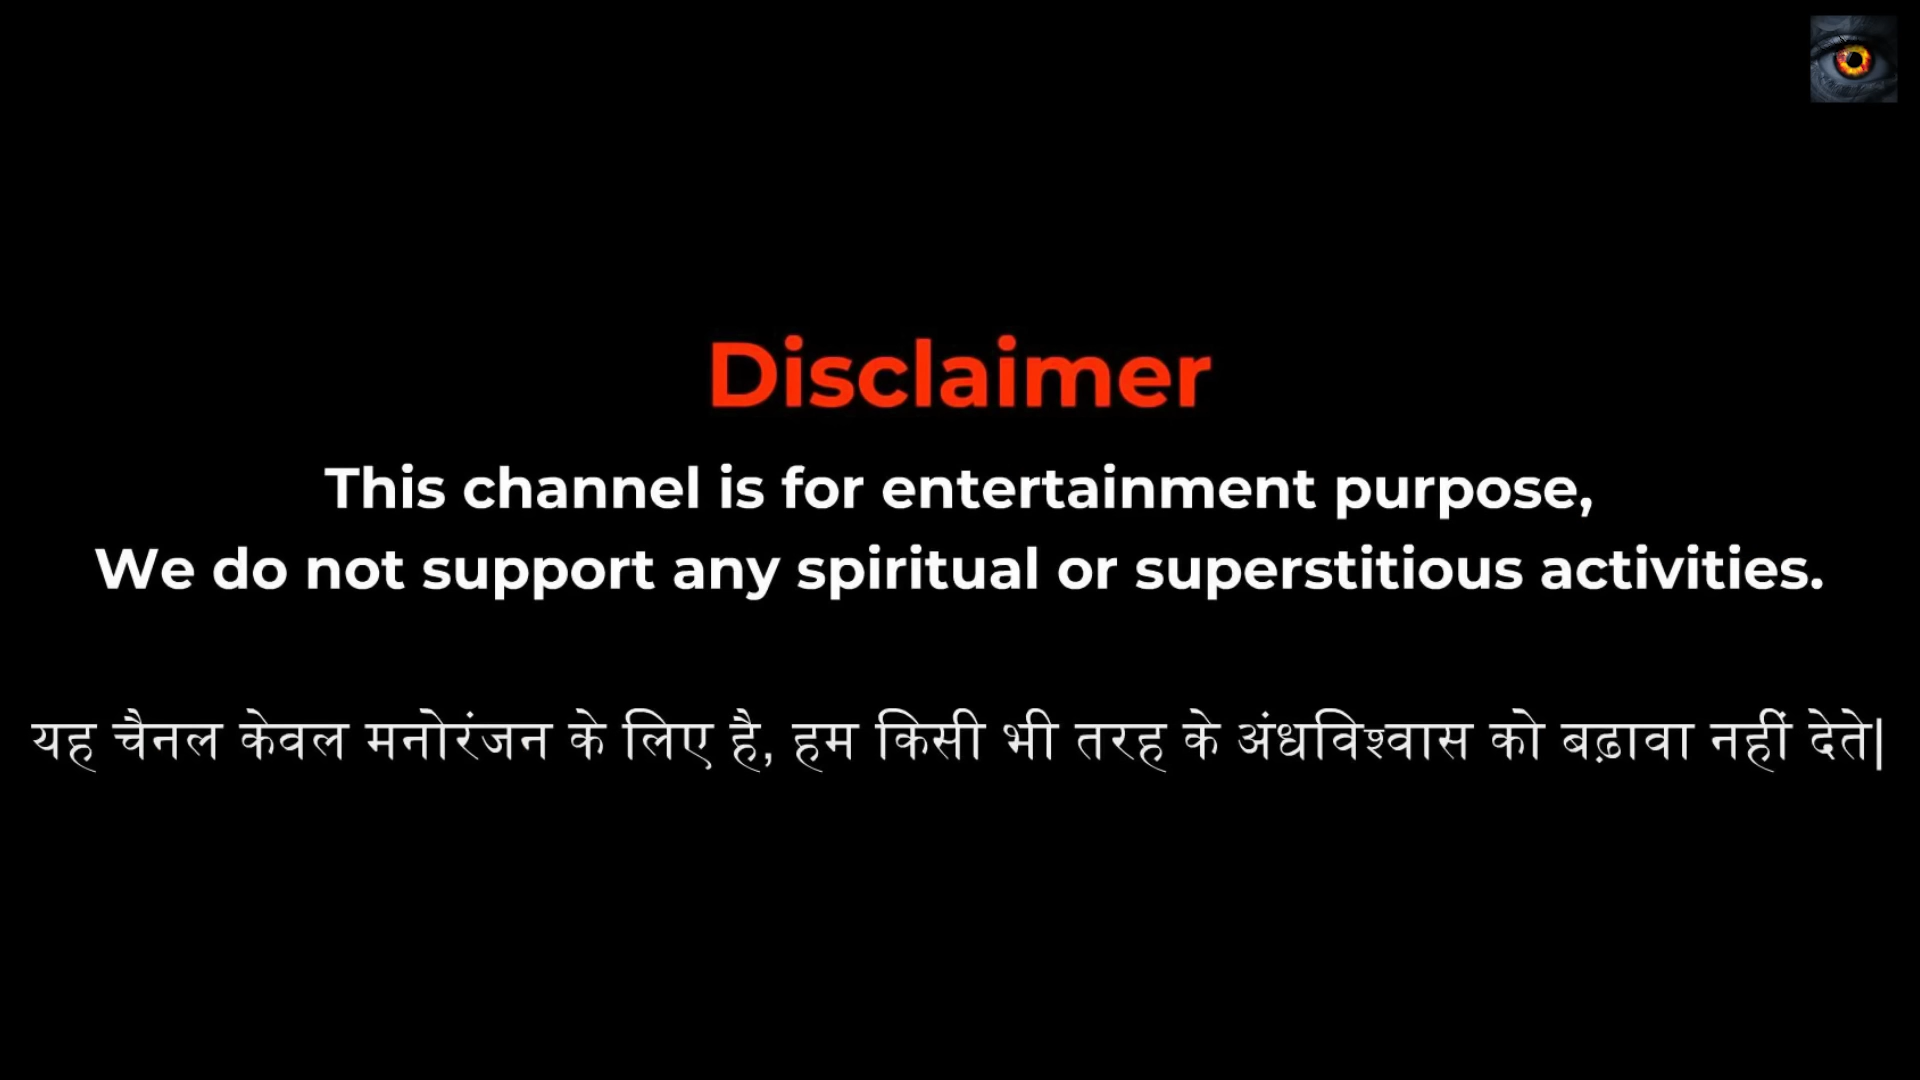 Disclaimer
This channel is for entertainment purpose,
We do not support any spiritual or superstitious activities.
यह चैनल केवल मनोरंजन के लिए है, हम किसी भी तरह के अंधविश्वास को बढ़ावा नहीं देते|